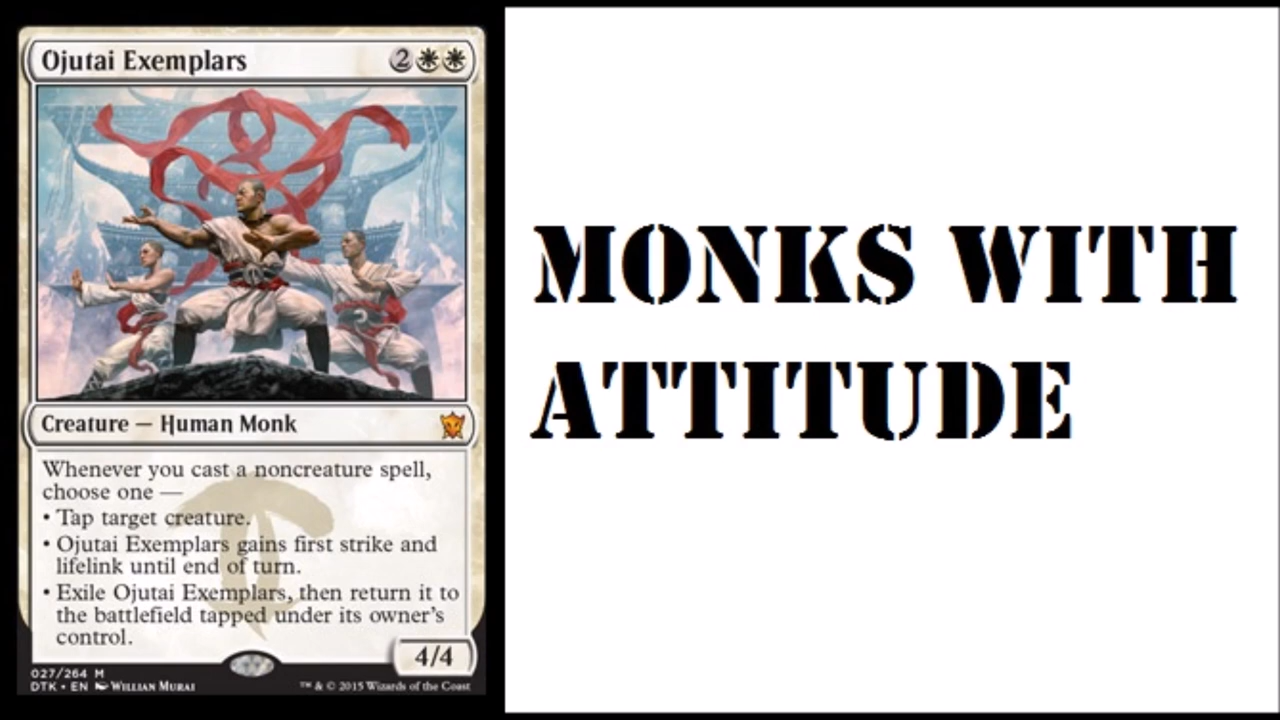 Ojutai Exemplars 2
Creature — Human Monk
Whenever you cast a noncreature spell,
choose one —
• Tap target creature.
• Ojutai Exemplars gains first strike and
lifelink until end of turn.
• Exile Ojutai Exemplars, then return it to
the battlefield tapped under its owner's
control.
4/4
027/264 M
DTK • EN Willian Murai ™ & © 2015 Wizards of the Coast
MONKS WITH
ATTITUDE